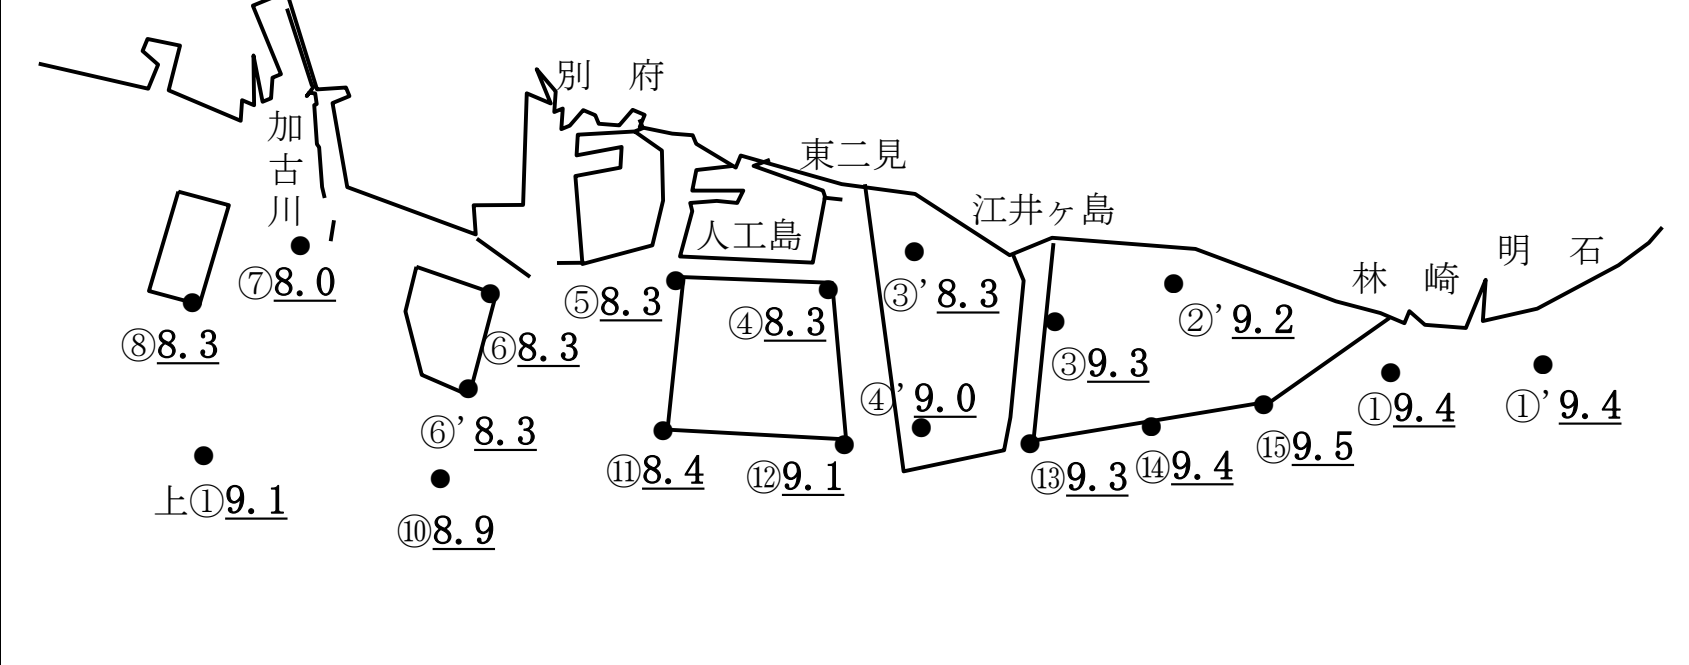 別　府
加古川
東二見
江井ヶ島
人工島
明　石
林　崎
⑦8.0
⑤8.3
③'8.3
④8.3
②'9.2
⑧8.3
⑥8.3
③9.3
④'9.0
①9.4
①'9.4
⑥'8.3
⑪8.4
⑫9.1
⑬9.3
⑭9.4
⑮9.5
上①9.1
⑩8.9